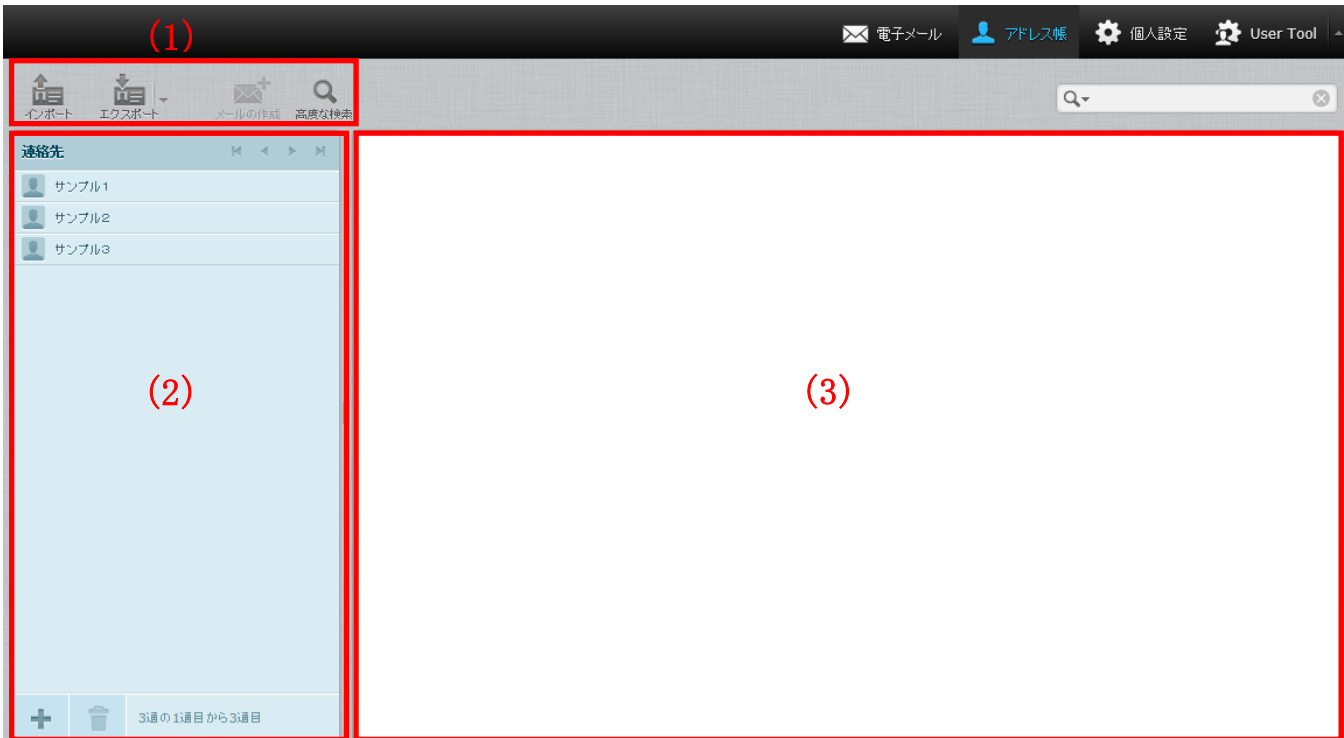 (1)
電子メール アドレス帳 個人設定 User Tool
インポート エクスポート メールの作成 高度な検索
連絡先
サンプル1
サンプル2
サンプル3
(2)
(3)
3通の1通目から3通目